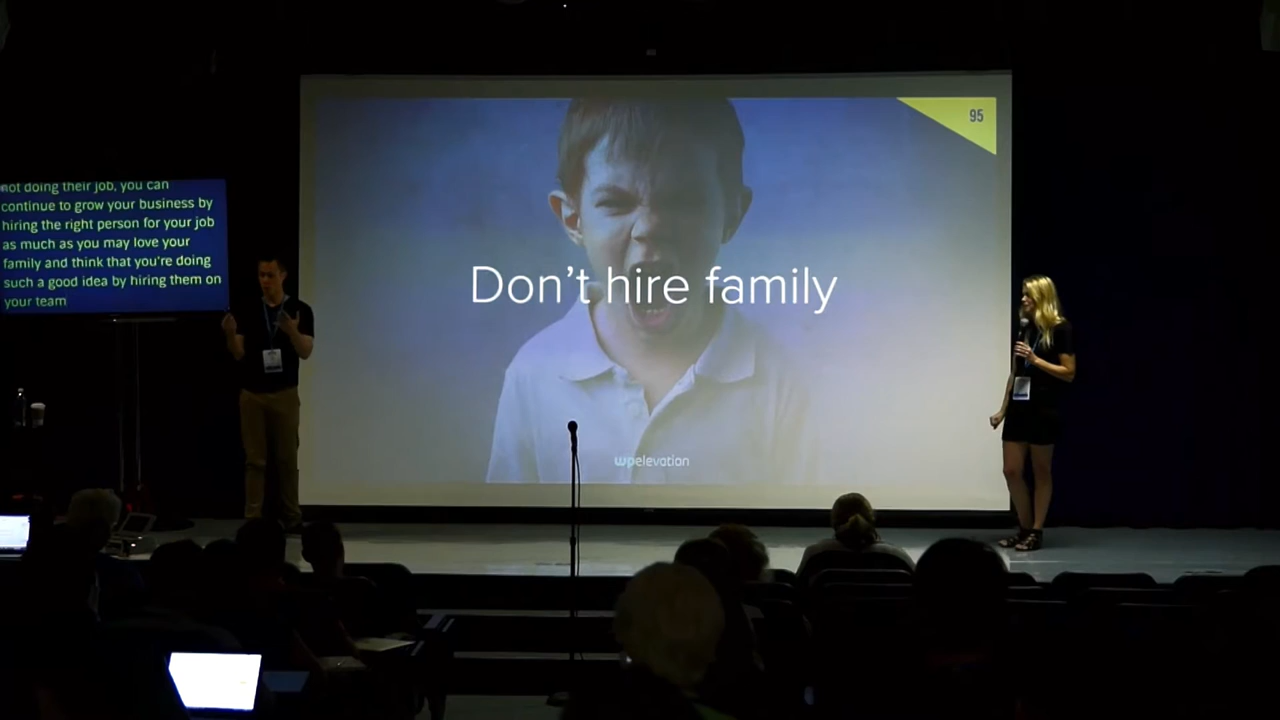 not doing their job, you can
continue to grow your business by
hiring the right person for your job
as much as you may love your
family and think that you're doing
such a good idea by hiring them on
your team
95
Don't hire family
wpelevation